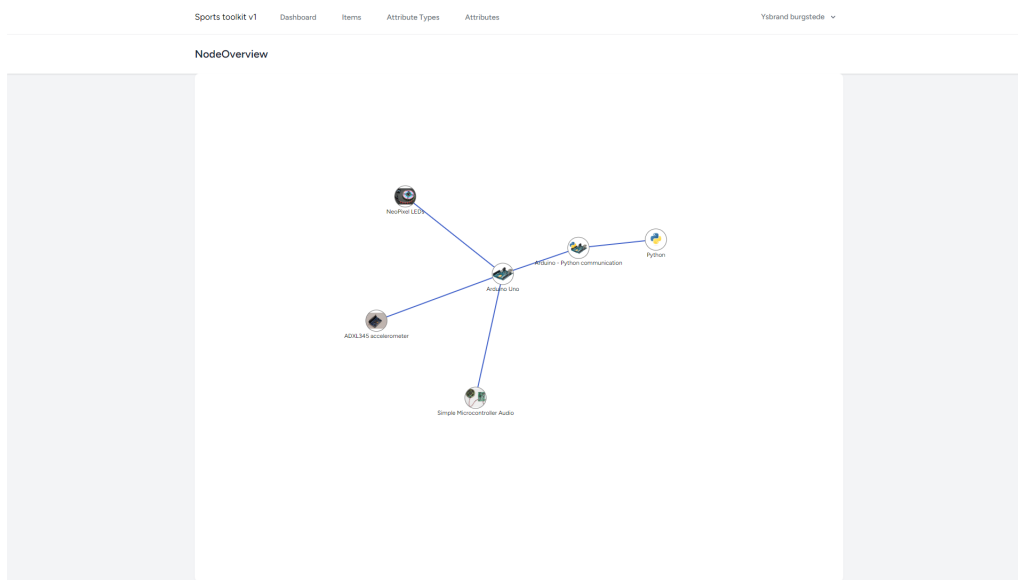 Sports toolkit v1 Dashboard Items Attribute Types Attributes Ysbrand burgstede
NodeOverview
NeoPixel LEDs
Python
Arduino - Python communication
Arduino Uno
ADXL345 accelerometer
Simple Microcontroller Audio